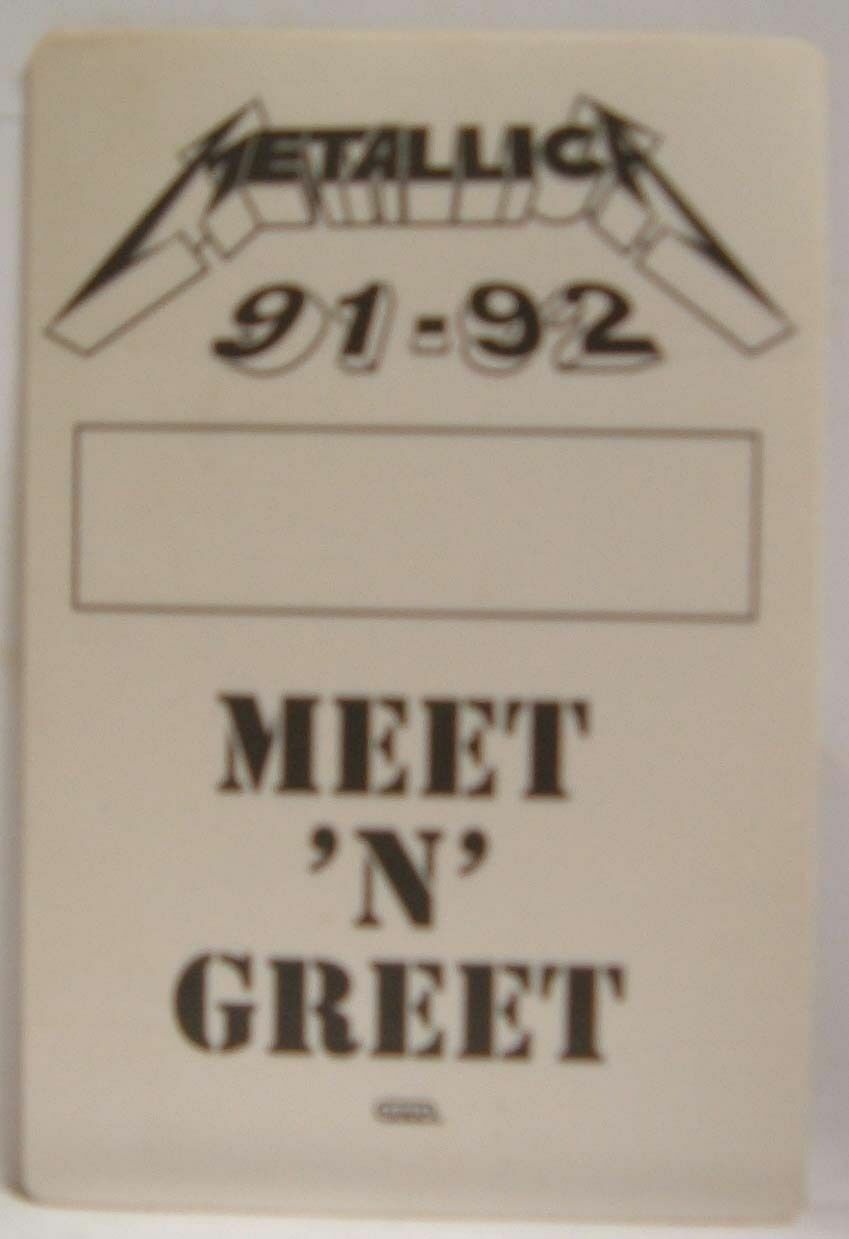 METALLICA
91-92
MEET
'N'
GREET